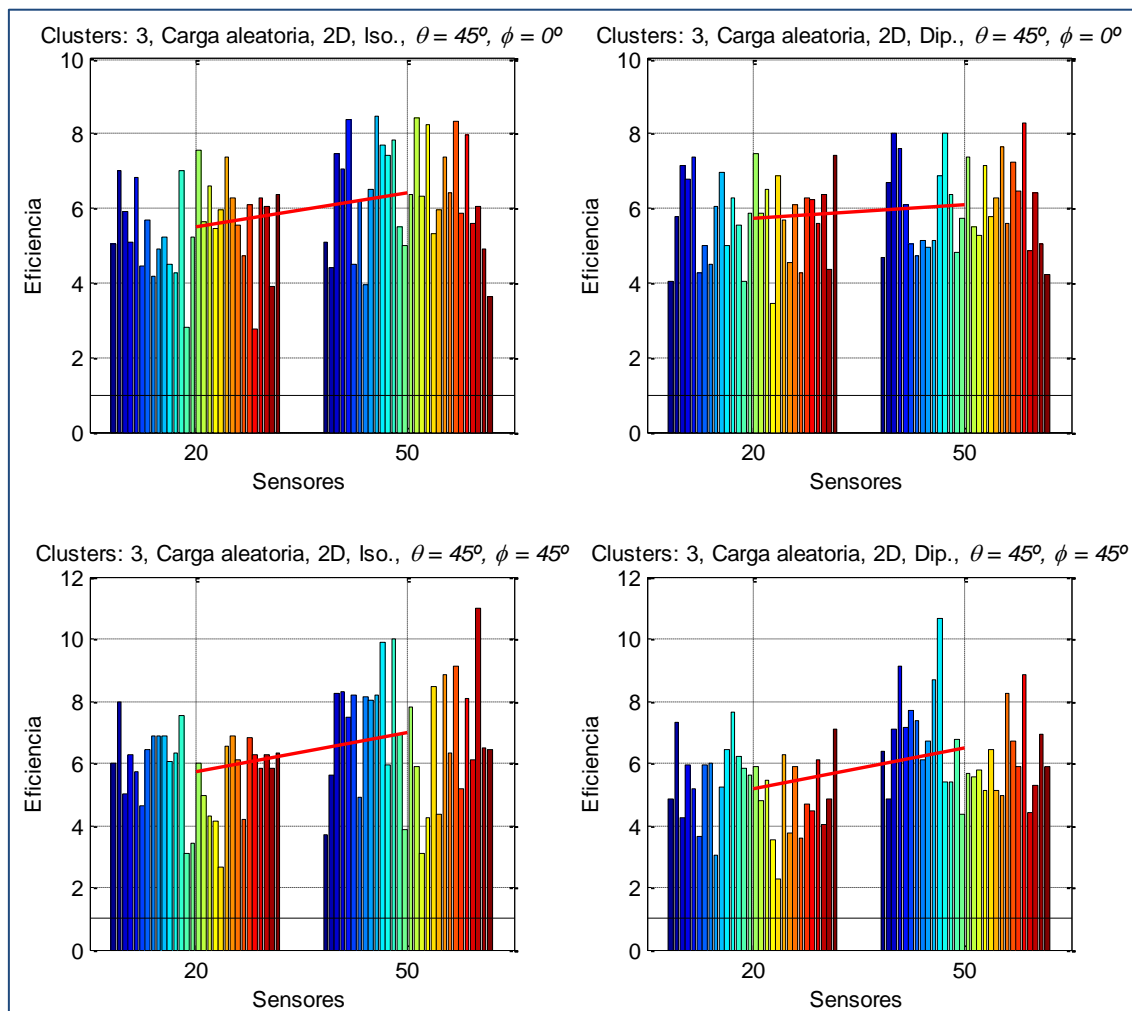 Clusters: 3, Carga aleatoria, 2D, Iso., θ = 45º, ϕ = 0º
10
8
6
4
2
0
Eficiencia
20 50
Sensores
Clusters: 3, Carga aleatoria, 2D, Dip., θ = 45º, ϕ = 0º
10
8
6
4
2
0
Eficiencia
20 50
Sensores
Clusters: 3, Carga aleatoria, 2D, Iso., θ = 45º, ϕ = 45º
12
10
8
6
4
2
0
Eficiencia
20 50
Sensores
Clusters: 3, Carga aleatoria, 2D, Dip., θ = 45º, ϕ = 45º
12
10
8
6
4
2
0
Eficiencia
20 50
Sensores